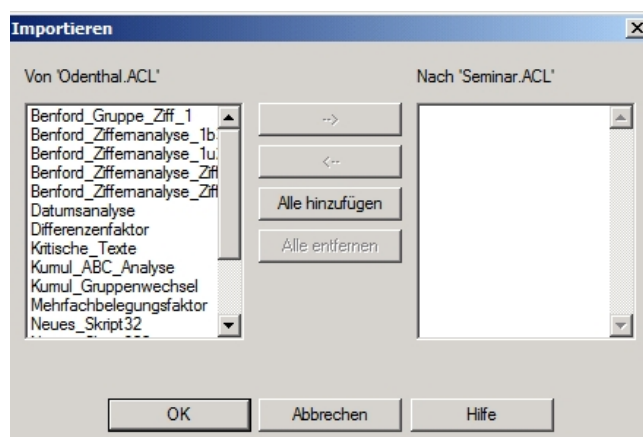 Importieren
Von 'Odenthal.ACL'
Nach 'Seminar.ACL'
Benford_Gruppe_Ziff_1
Benford_Ziffernanalyse_1b
Benford_Ziffernanalyse_1u
Benford_Ziffernanalyse_Ziff
Benford_Ziffernanalyse_Ziff
Datumsanalyse
Differenzenfaktor
Kritische_Texte
Kumul_ABC_Analyse
Kumul_Gruppenwechsel
Mehrfachbelegungsfaktor
Neues_Skript32
-->
<--
Alle hinzufügen
Alle entfernen
OK
Abbrechen
Hilfe